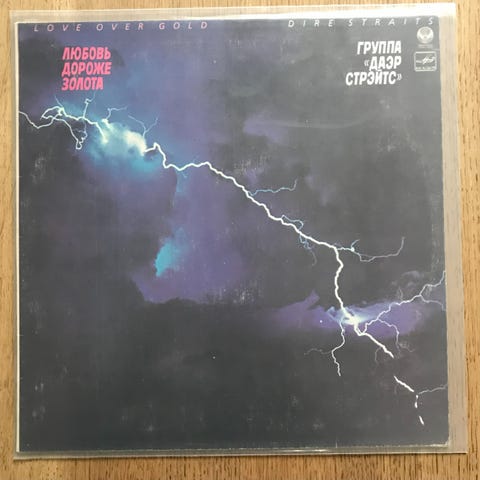 LOVE OVER GOLD
DIRE STRAITS
ЛЮБОВЬ
ДОРОЖЕ
ЗОЛОТА
ГРУППА
«ДАЭР
СТРЭЙТС»